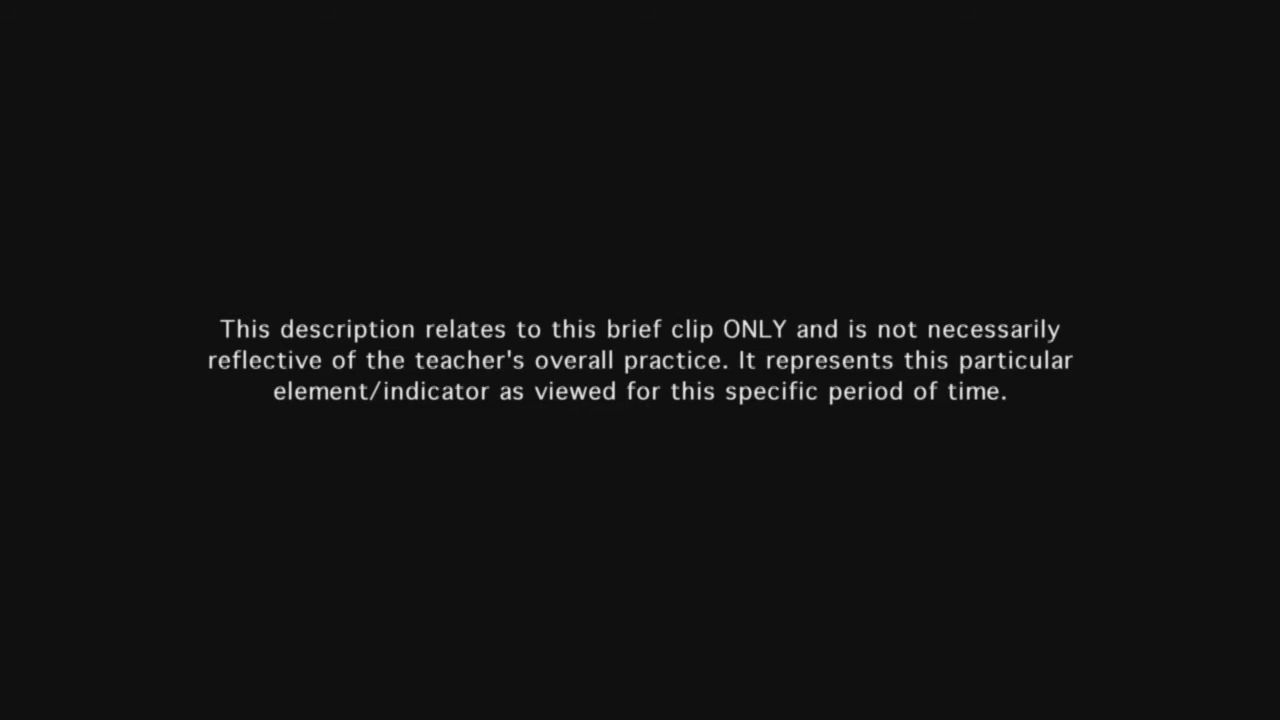 This description relates to this brief clip ONLY and is not necessarily
reflective of the teacher's overall practice. It represents this particular
element/indicator as viewed for this specific period of time.